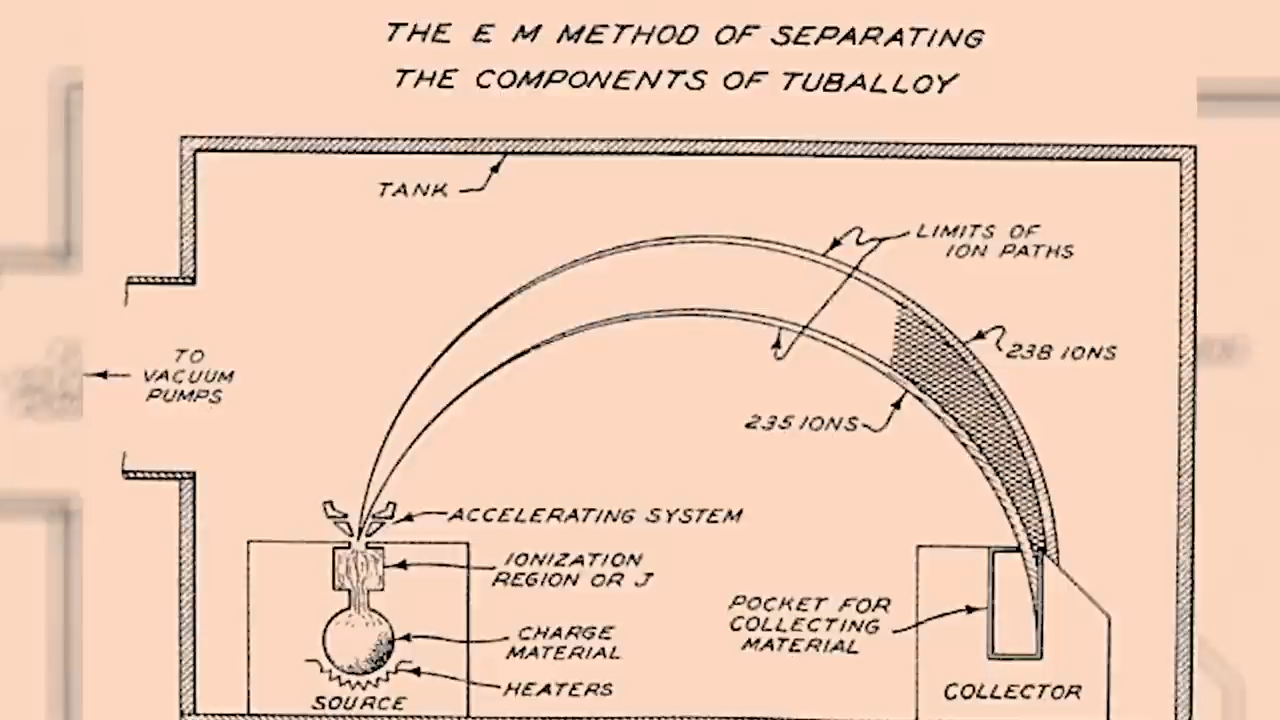 THE E M METHOD OF SEPARATING
THE COMPONENTS OF TUBALLOY
TANK
LIMITS OF
ION PATHS
238 IONS
TO
VACUUM
PUMPS
235 IONS
ACCELERATING SYSTEM
IONIZATION
REGION OR J
POCKET FOR
COLLECTING
MATERIAL
CHARGE
MATERIAL
HEATERS
SOURCE
COLLECTOR